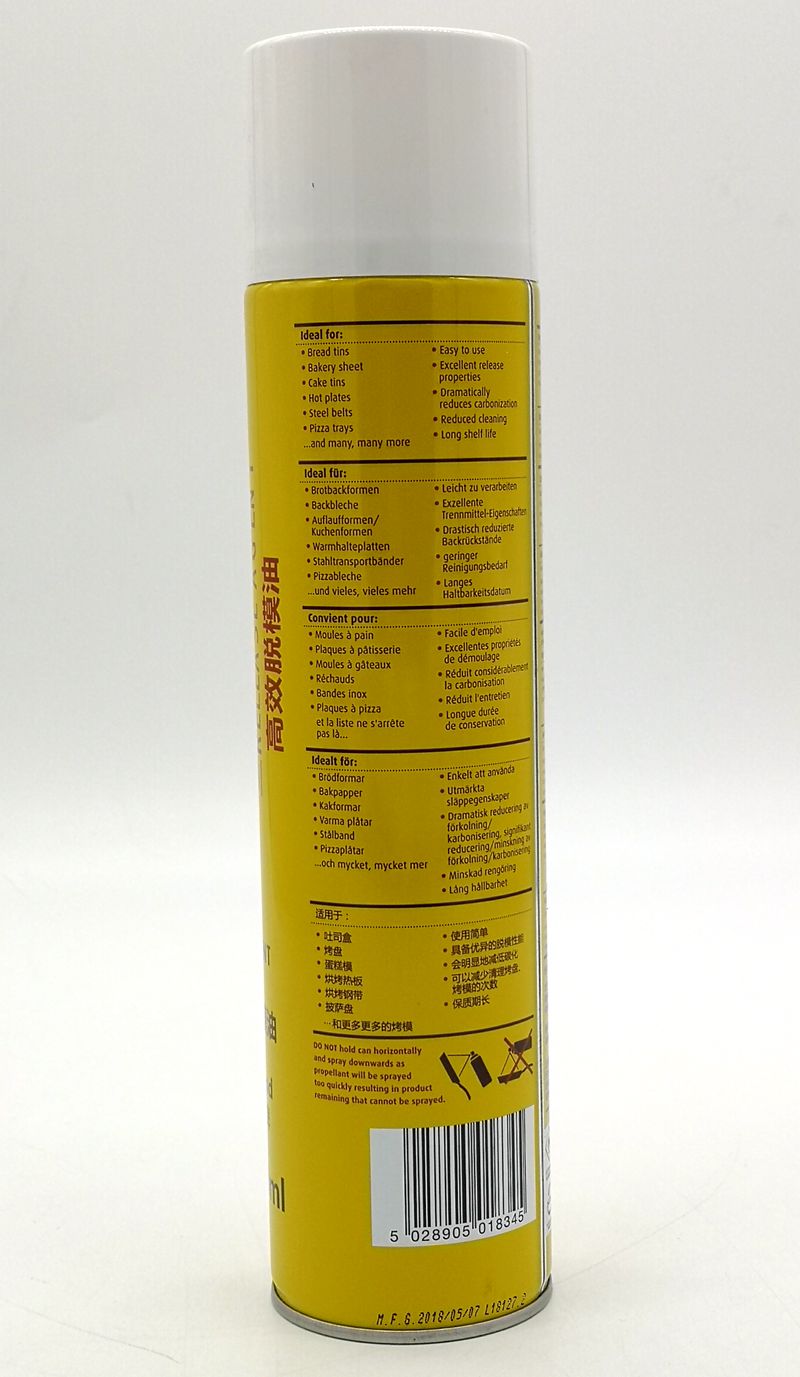 Ideal for:
• Bread tins
• Bakery sheet
• Cake tins
• Hot plates
• Steel belts
• Pizza trays
...and many, many more
• Easy to use
• Excellent release
properties
• Dramatically
reduces carbonization
• Reduced cleaning
• Long shelf life
Ideal für:
• Brotbackformen
• Backbleche
• Auflaufformen/
Kuchenformen
• Warmhalteplatten
• Stahltransportbänder
• Pizzableche
...und vieles, vieles mehr
• Leicht zu verarbeiten
• Exzellente
Trennmittel-Eigenschaften
• Drastisch reduzierte
Backrückstände
• geringer
Reinigungsbedarf
• Langes
Haltbarkeitsdatum
Convient pour:
• Moules à pain
• Plaques à pâtisserie
• Moules à gâteaux
• Réchauds
• Bandes inox
• Plaques à pizza
et la liste ne s'arrête
pas là...
• Facile d'emploi
• Excellentes propriétés
de démoulage
• Réduit considérablement
la carbonisation
• Réduit l'entretien
• Longue durée
de conservation
Idealt för:
• Brödformar
• Bakpapper
• Kakformar
• Varma plåtar
• Stålband
• Pizzaplåtar
...och mycket, mycket mer
• Enkelt att använda
• Utmärkta
släppegenskaper
• Dramatisk reducering av
förkolning/
karbonisering, signifikant
reducering/minskning av
förkolning/karbonisering
• Minskad rengöring
• Lång hållbarhet
适用于：
• 吐司盒
• 烤盘
• 蛋糕模
• 烘烤热板
• 烘烤钢带
• 披萨盘
…和更多更多的烤模
• 使用简单
• 具备优异的脱模性能
• 会明显地减低碳化
• 可以减少清理烤盘、
烤模的次数
• 保质期长
DO NOT hold can horizontally
and spray downwards as
propellant will be sprayed
too quickly resulting in product
remaining that cannot be sprayed.
5 028905 018345
M.F.G.2018/05/07 L18127.2
高效脱模油
ml